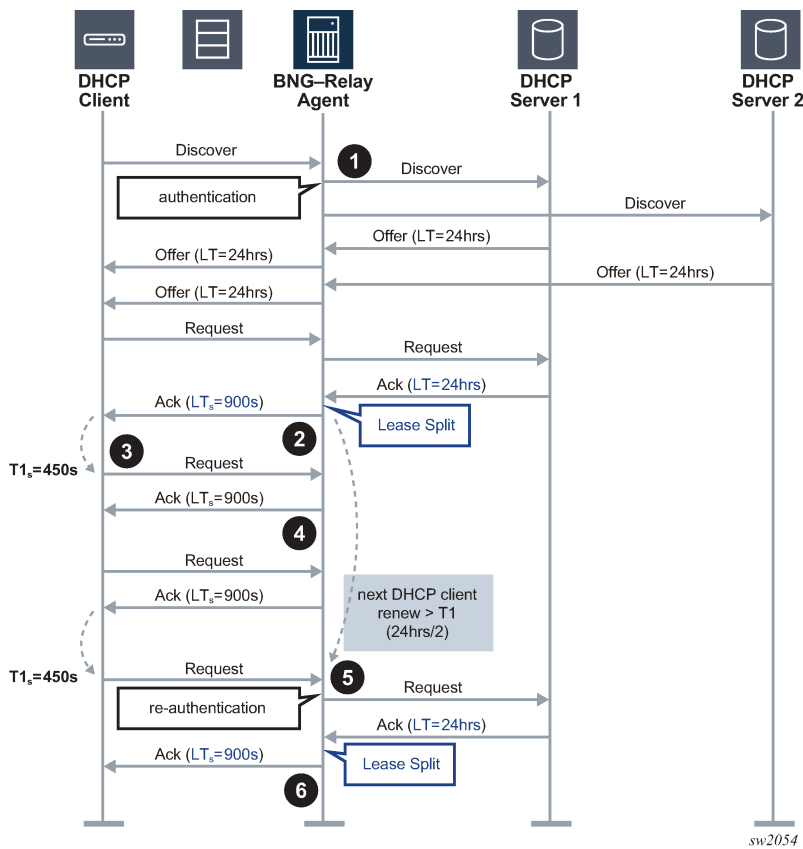 DHCP
Client
BNG–Relay
Agent
DHCP
Server 1
DHCP
Server 2
Discover
1
Discover
authentication
Discover
Offer (LT=24hrs)
Offer (LT=24hrs)
Offer (LT=24hrs)
Offer (LT=24hrs)
Request
Request
Ack (LT=24hrs)
Ack (LTs=900s)
Lease Split
2
3
T1s=450s
Request
Ack (LTs=900s)
4
Request
Ack (LTs=900s)
next DHCP client
renew > T1
(24hrs/2)
T1s=450s
Request
5
Request
re-authentication
Ack (LT=24hrs)
Ack (LTs=900s)
Lease Split
6
sw2054